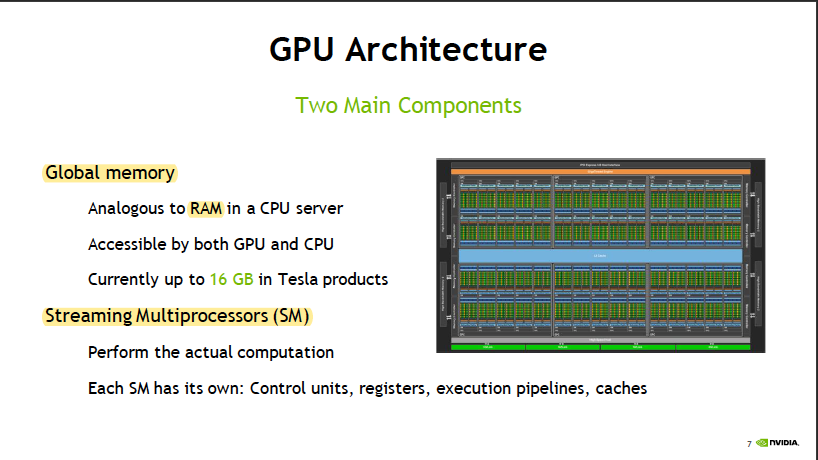 GPU Architecture
Two Main Components
Global memory
Analogous to RAM in a CPU server
Accessible by both GPU and CPU
Currently up to 16 GB in Tesla products
Streaming Multiprocessors (SM)
Perform the actual computation
Each SM has its own: Control units, registers, execution pipelines, caches
7
NVIDIA.